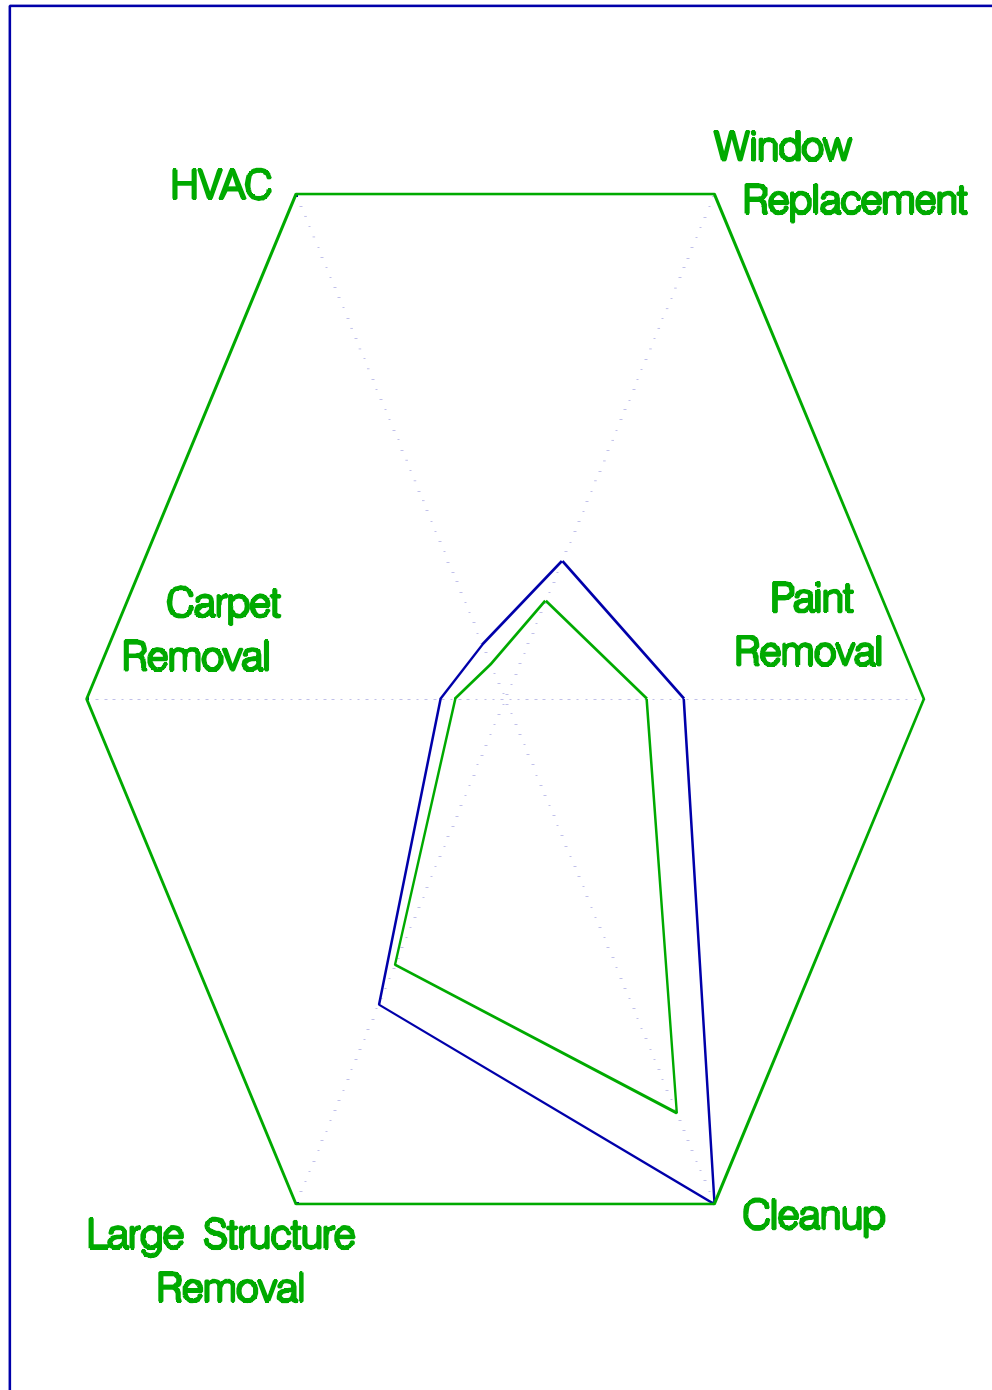 HVAC
Window
Replacement
Carpet
Removal
Paint
Removal
Large Structure
Removal
Cleanup